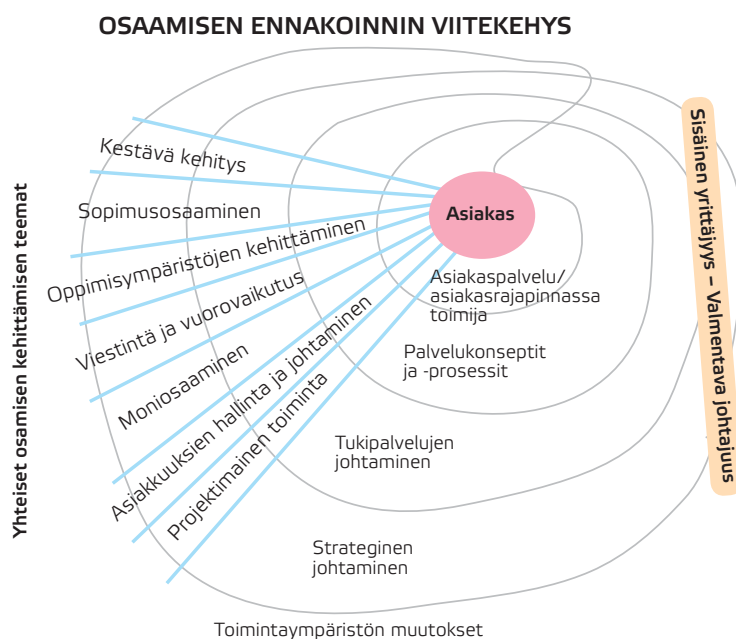 OSAAMISEN ENNAKOINNIN VIITEKEHYS
Yhteiset osamisen kehittämisen teemat
Kestävä kehitys
Sopimusosaaminen
Oppimisympäristöjen kehittäminen
Viestintä ja vuorovaikutus
Moniosaaminen
Asiakkuuksien hallinta ja johtaminen
Projektimainen toiminta
Asiakas
Asiakaspalvelu/
asiakasrajapinnassa
toimija
Palvelukonseptit
ja -prosessit
Tukipalvelujen
johtaminen
Strateginen
johtaminen
Toimintaympäristön muutokset
Sisäinen yrittäjyys – Valmentava johtajuus